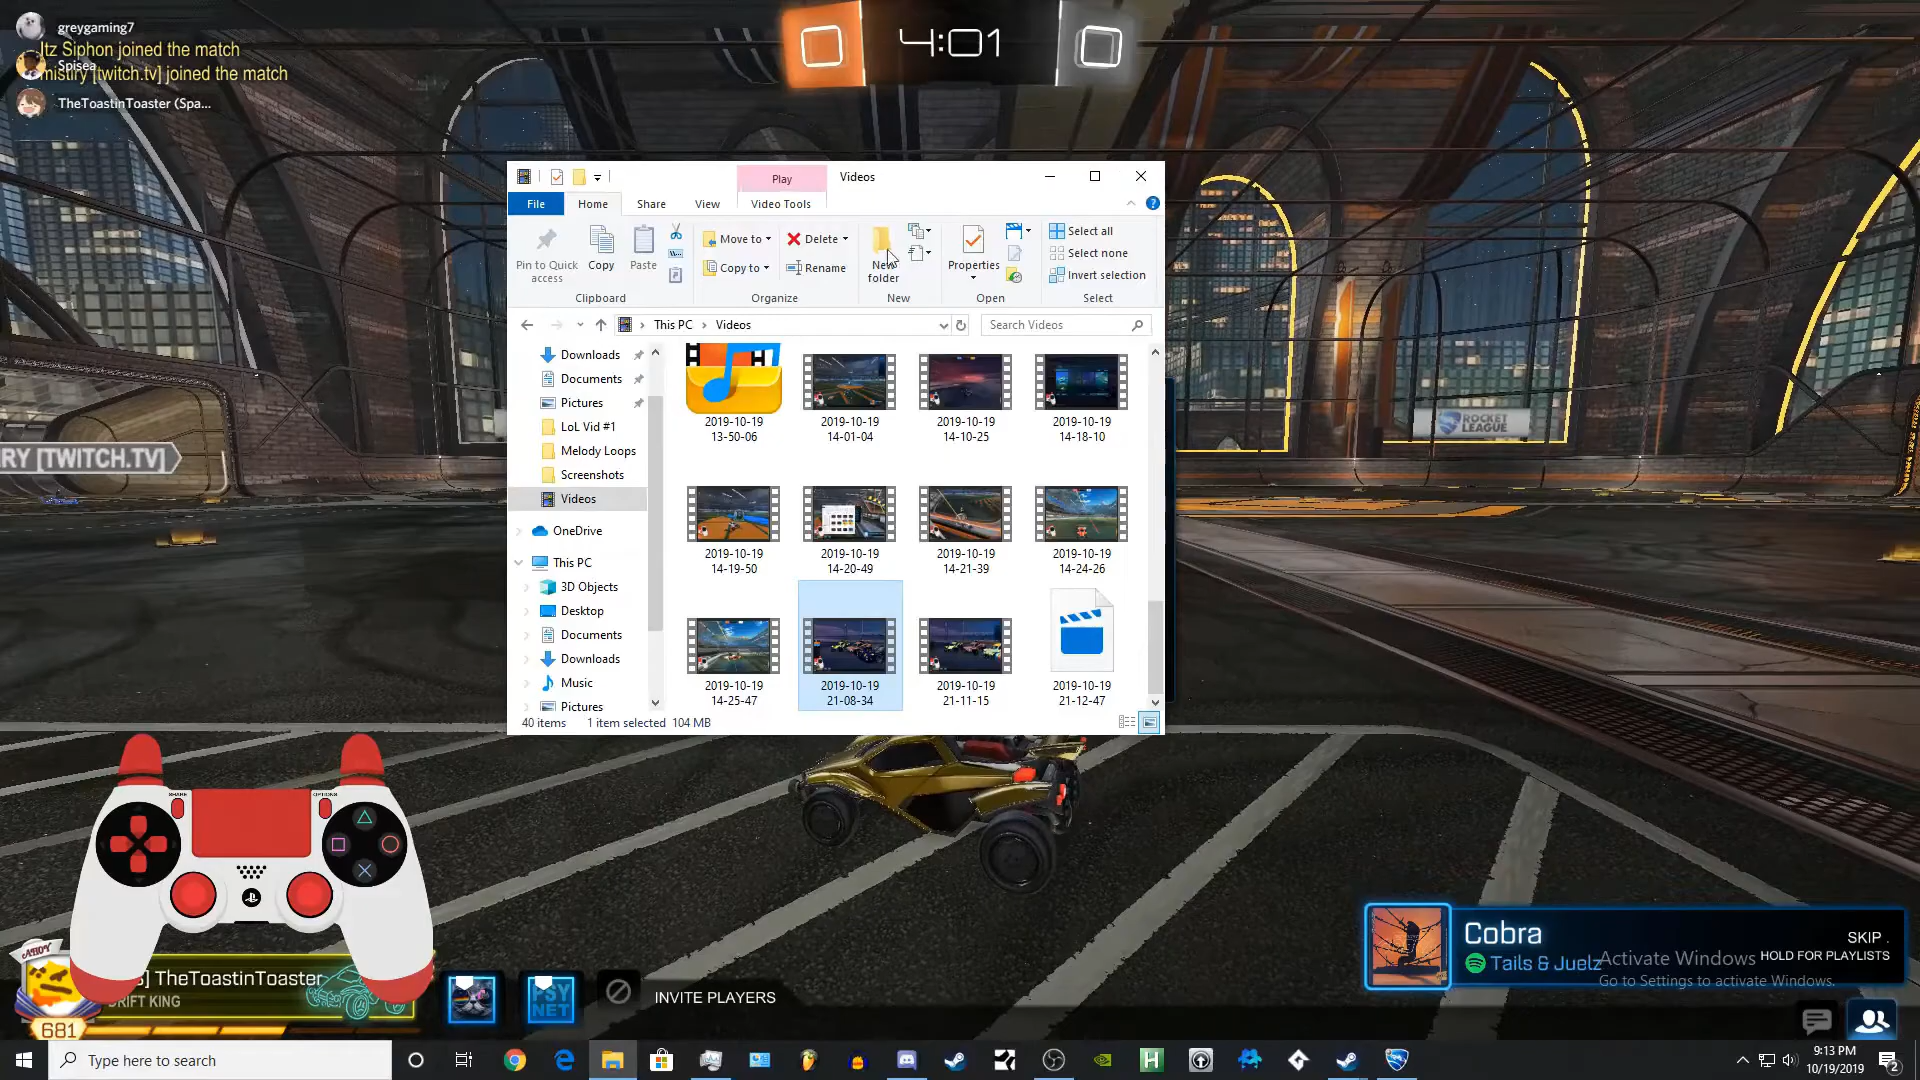 greygaming7
Itz Siphon joined the match
Spisea
mistiry [twitch.tv] joined the match
TheToastinToaster (Spa...
4:01
Play
Videos
File
Home
Share
View
Video Tools
Pin to Quick access
Copy
Paste
Move to
Copy to
Delete
Rename
New folder
Properties
Select all
Select none
Invert selection
Clipboard
Organize
New
Open
Select
This PC
Videos
Search Videos
Downloads
Documents
Pictures
LoL Vid #1
Melody Loops
Screenshots
Videos
OneDrive
This PC
3D Objects
Desktop
Documents
Downloads
Music
Pictures
2019-10-19 13-50-06
2019-10-19 14-01-04
2019-10-19 14-10-25
2019-10-19 14-18-10
2019-10-19 14-19-50
2019-10-19 14-20-49
2019-10-19 14-21-39
2019-10-19 14-24-26
2019-10-19 14-25-47
2019-10-19 21-08-34
2019-10-19 21-11-15
2019-10-19 21-12-47
40 items
1 item selected
104 MB
RY [TWITCH.TV]
ROCKET LEAGUE
SHARE
OPTIONS
] TheToastinToaster
DRIFT KING
681
PSY NET
INVITE PLAYERS
Cobra
Tails & Juelz
SKIP .
HOLD FOR PLAYLISTS
Activate Windows
Go to Settings to activate Windows.
Type here to search
9:13 PM
10/19/2019
2